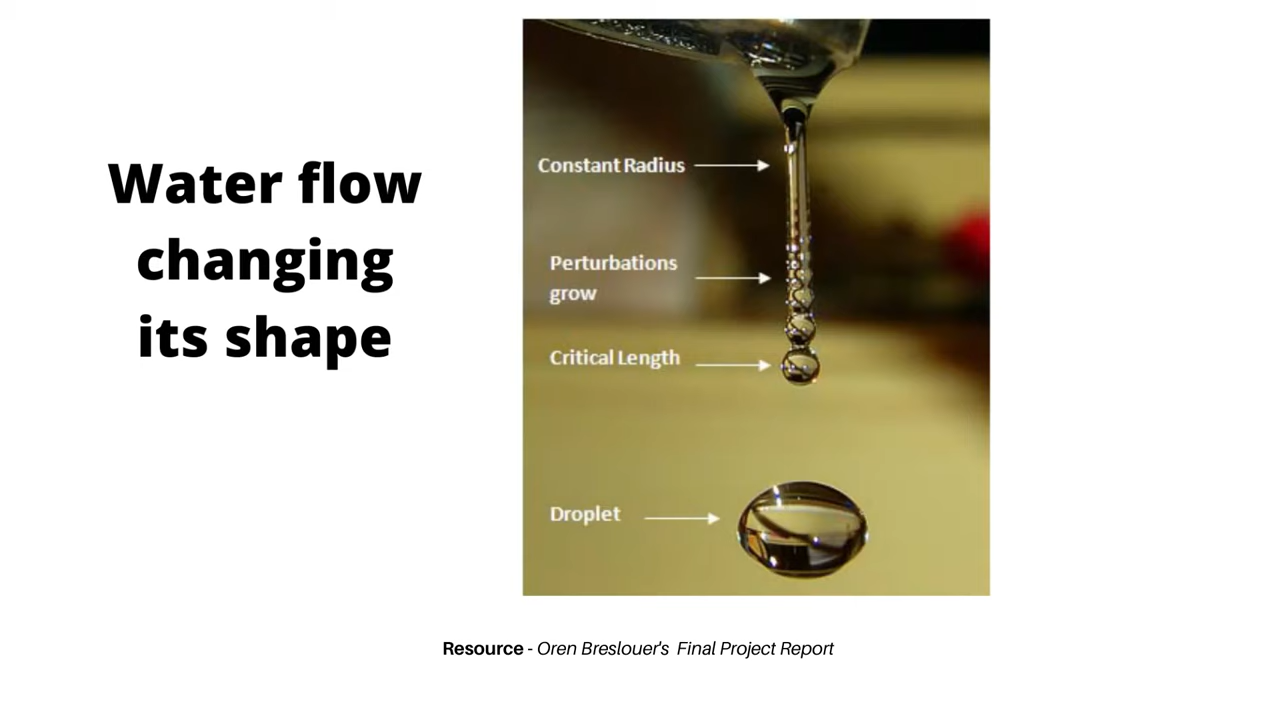 Water flow
changing
its shape
Constant Radius
Perturbations
grow
Critical Length
Droplet
Resource - Oren Breslouer's Final Project Report